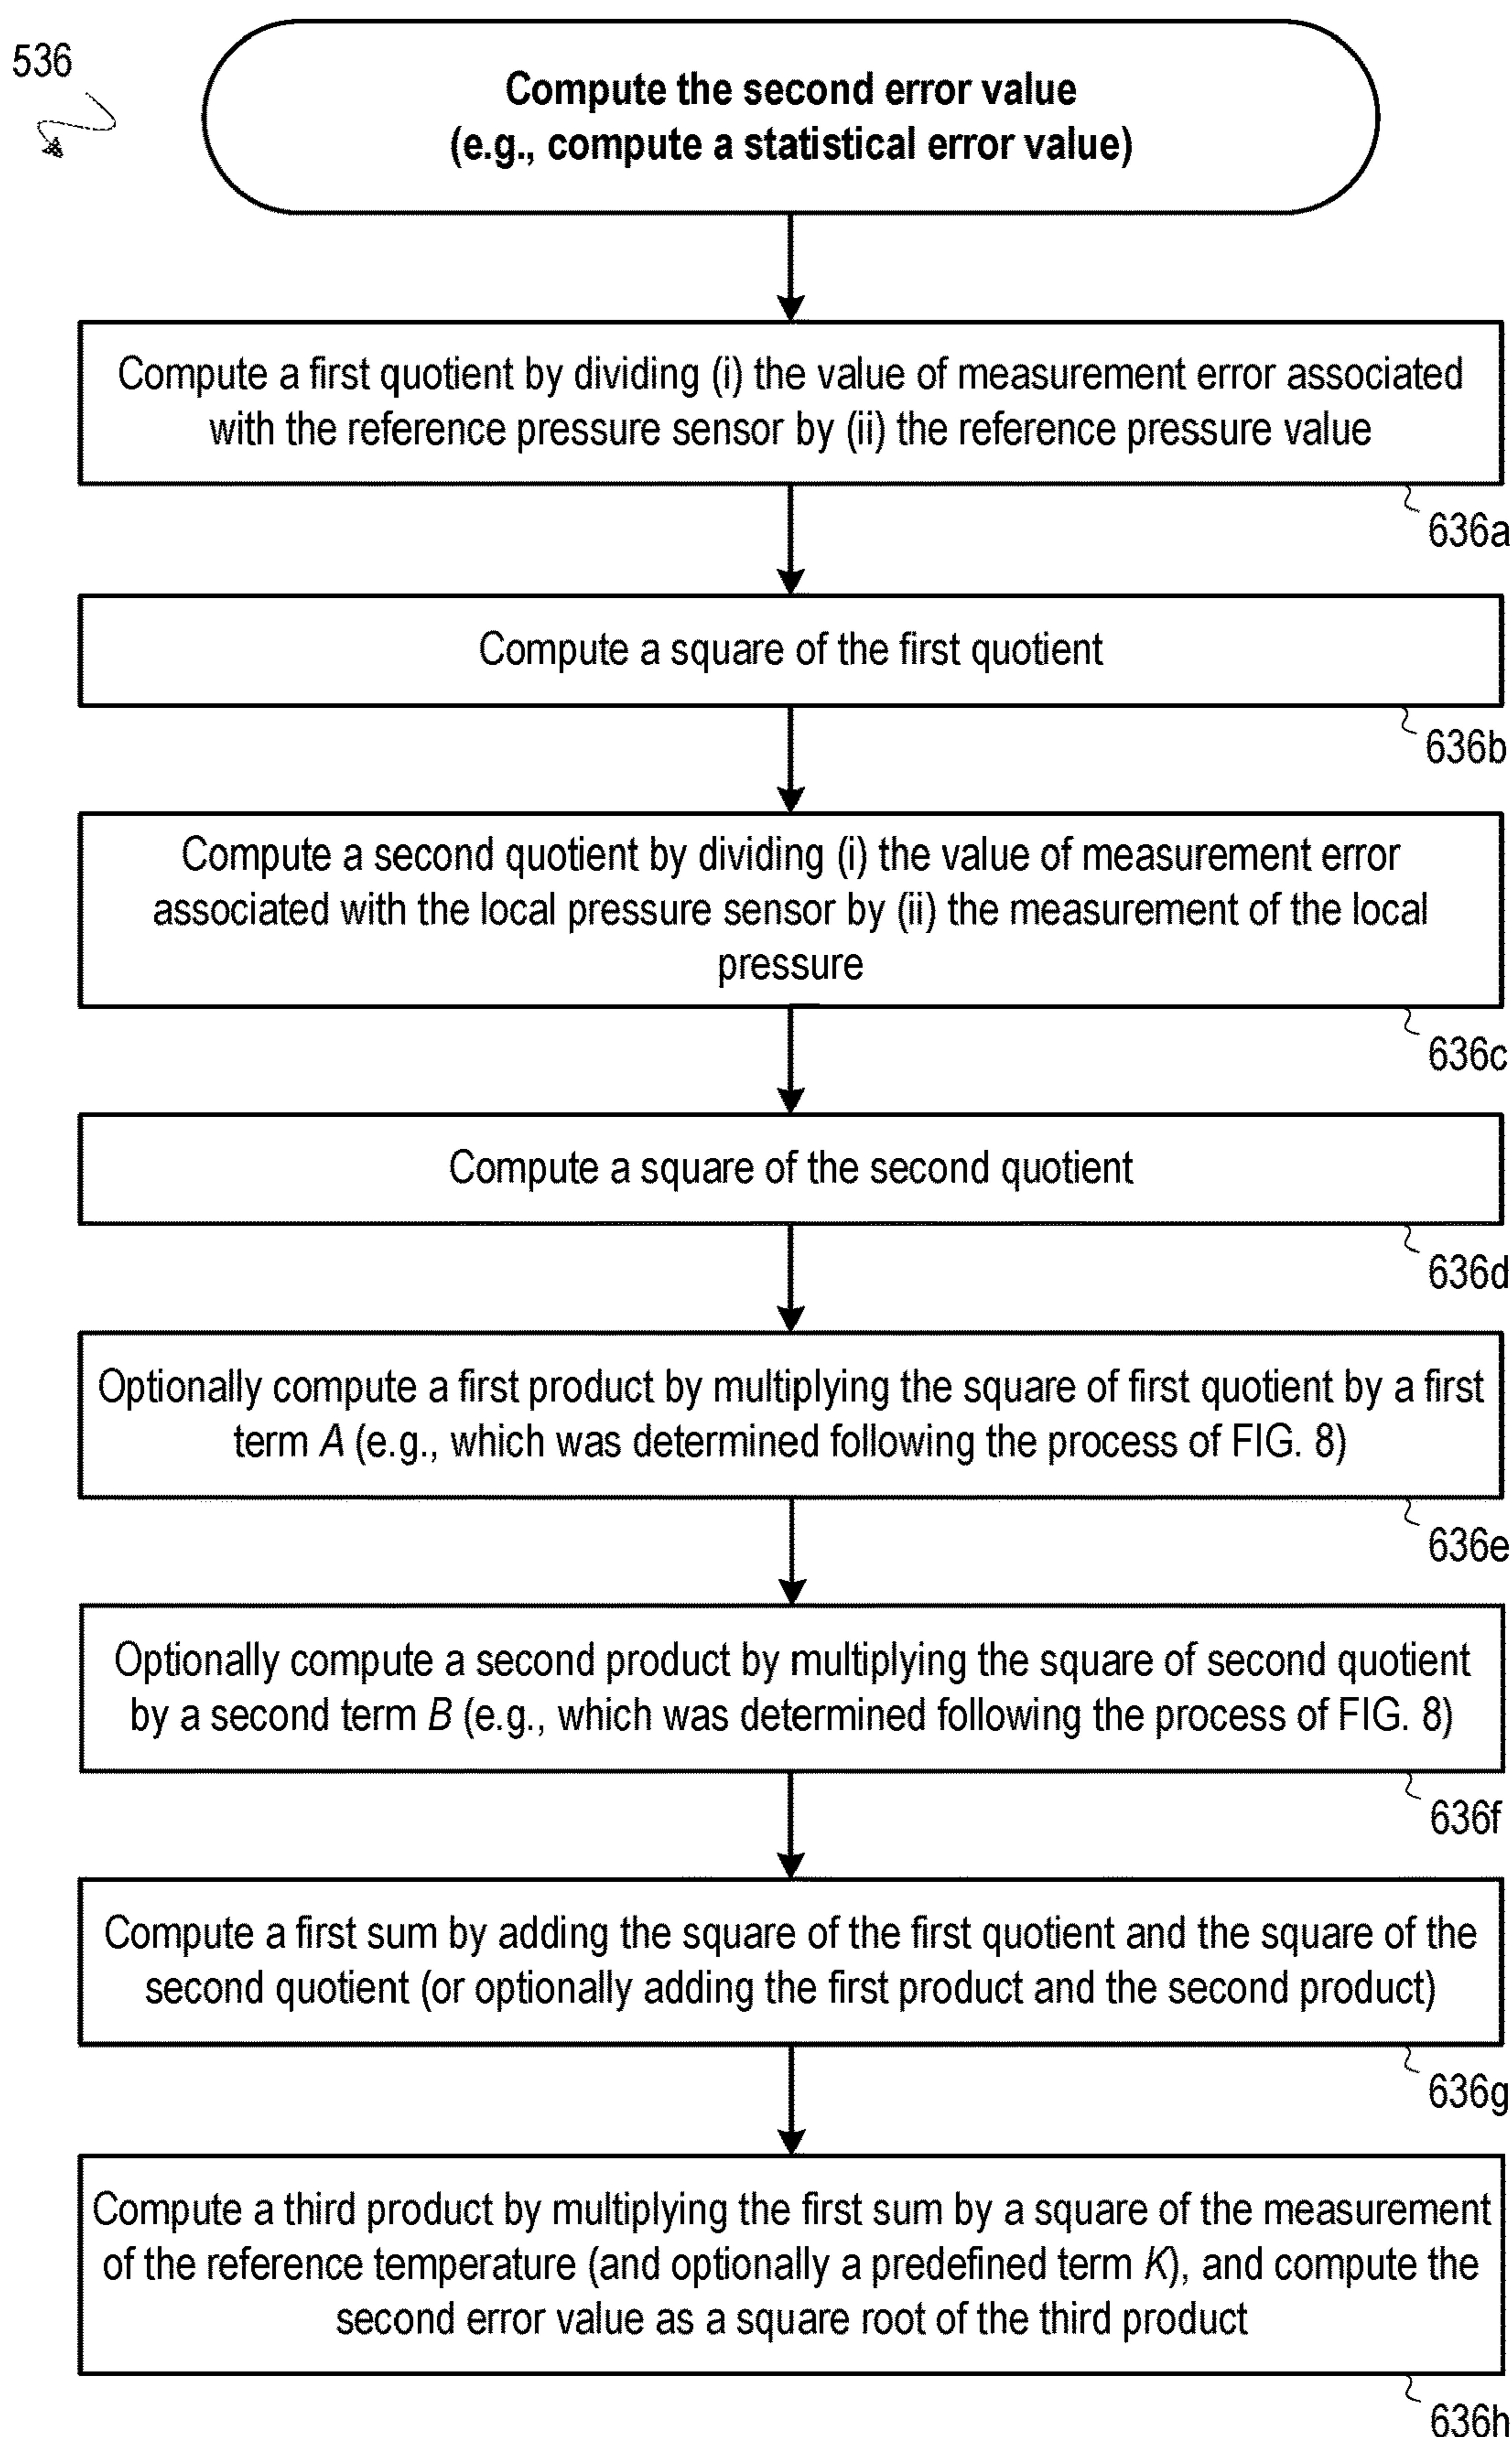 536
Compute the second error value
(e.g., compute a statistical error value)
Compute a first quotient by dividing (i) the value of measurement error associated
with the reference pressure sensor by (ii) the reference pressure value
636a
Compute a square of the first quotient
636b
Compute a second quotient by dividing (i) the value of measurement error
associated with the local pressure sensor by (ii) the measurement of the local
pressure
636c
Compute a square of the second quotient
636d
Optionally compute a first product by multiplying the square of first quotient by a first
term A (e.g., which was determined following the process of FIG. 8)
636e
Optionally compute a second product by multiplying the square of second quotient
by a second term B (e.g., which was determined following the process of FIG. 8)
636f
Compute a first sum by adding the square of the first quotient and the square of the
second quotient (or optionally adding the first product and the second product)
636g
Compute a third product by multiplying the first sum by a square of the measurement
of the reference temperature (and optionally a predefined term K), and compute the
second error value as a square root of the third product
636h